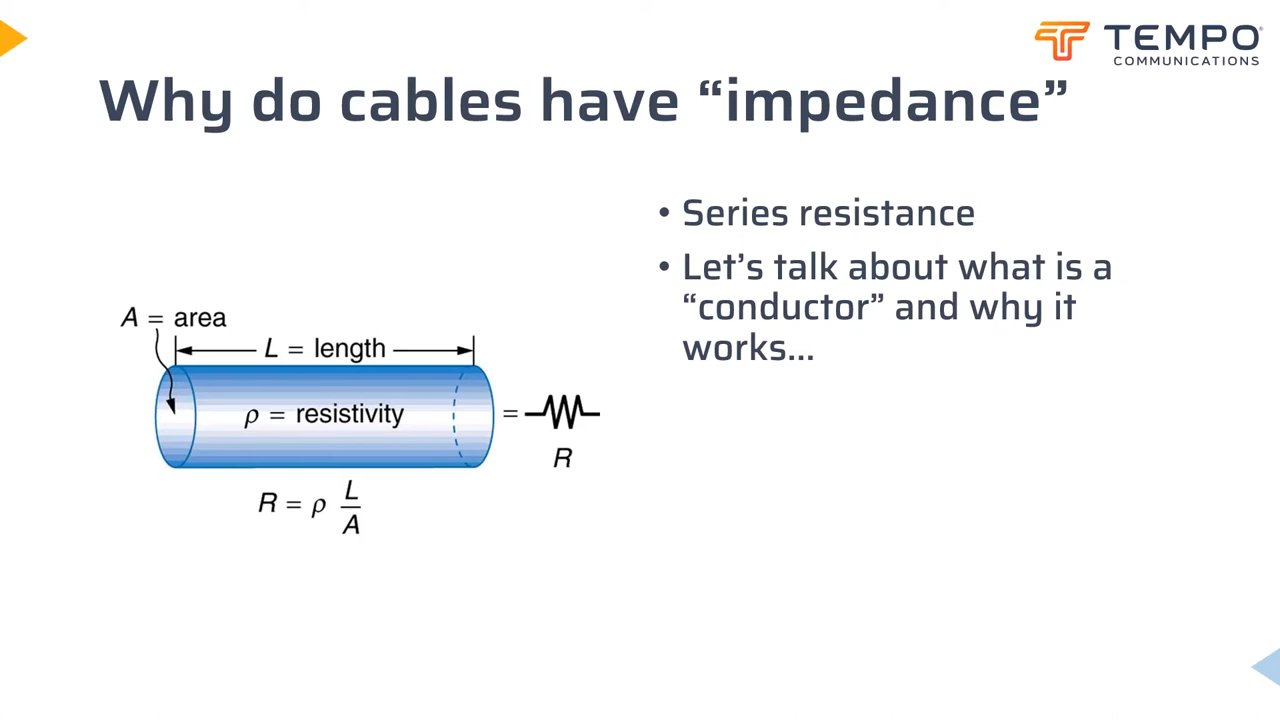 TEMPO
COMMUNICATIONS
Why do cables have “impedance”
• Series resistance
• Let’s talk about what is a
“conductor” and why it
works...
A = area
L = length
ρ = resistivity
=
R
R = ρ L/A